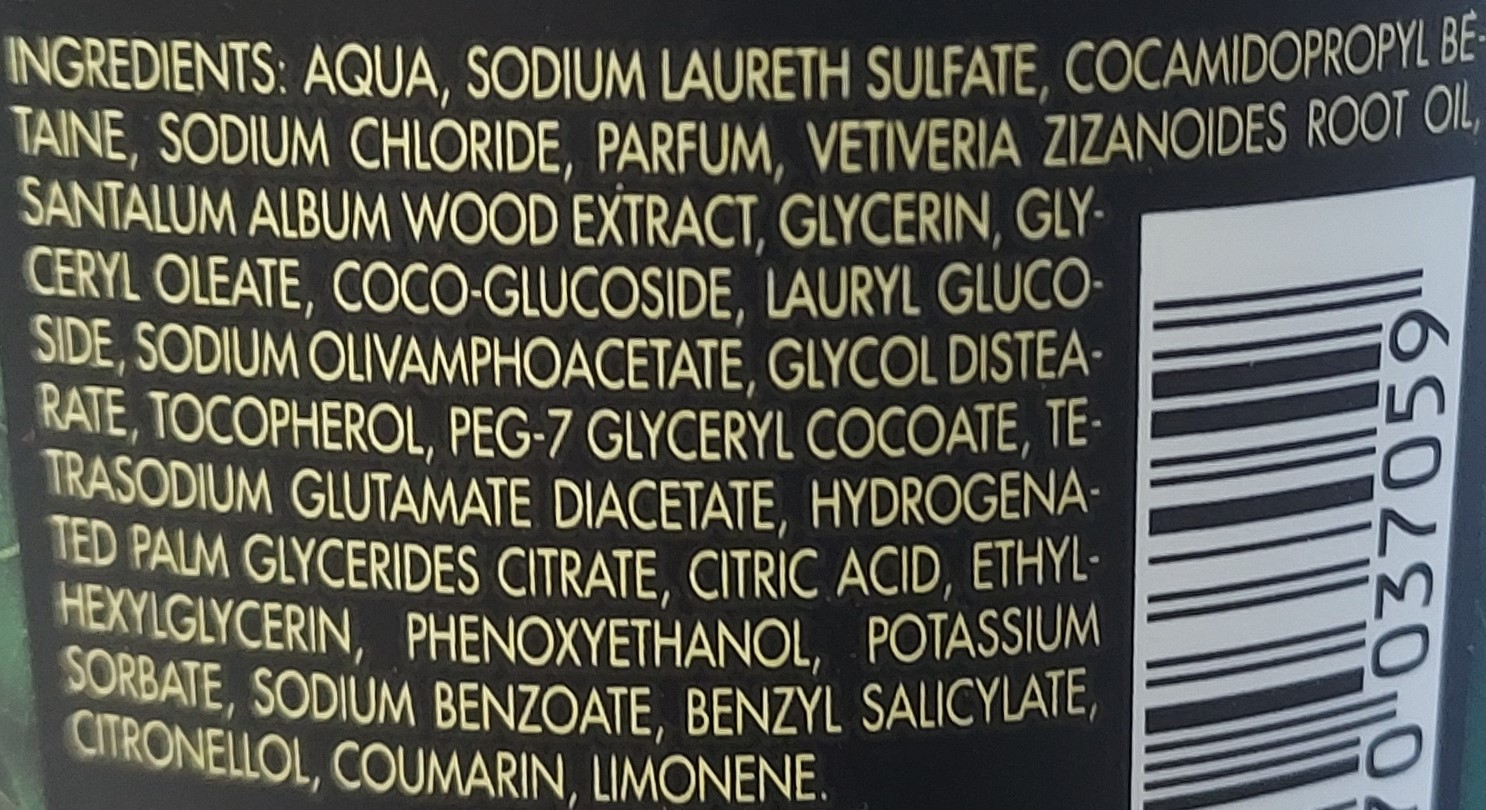 INGREDIENTS: AQUA, SODIUM LAURETH SULFATE, COCAMIDOPROPYL BE-
TAINE, SODIUM CHLORIDE, PARFUM, VETIVERIA ZIZANOIDES ROOT OIL,
SANTALUM ALBUM WOOD EXTRACT, GLYCERIN, GLY-
CERYL OLEATE, COCO-GLUCOSIDE, LAURYL GLUCO-
SIDE, SODIUM OLIVAMPHOACETATE, GLYCOL DISTEA-
RATE, TOCOPHEROL, PEG-7 GLYCERYL COCOATE, TE-
TRASODIUM GLUTAMATE DIACETATE, HYDROGENA-
TED PALM GLYCERIDES CITRATE, CITRIC ACID, ETHYL-
HEXYLGLYCERIN, PHENOXYETHANOL, POTASSIUM
SORBATE, SODIUM BENZOATE, BENZYL SALICYLATE,
CITRONELLOL, COUMARIN, LIMONENE.
0 037059